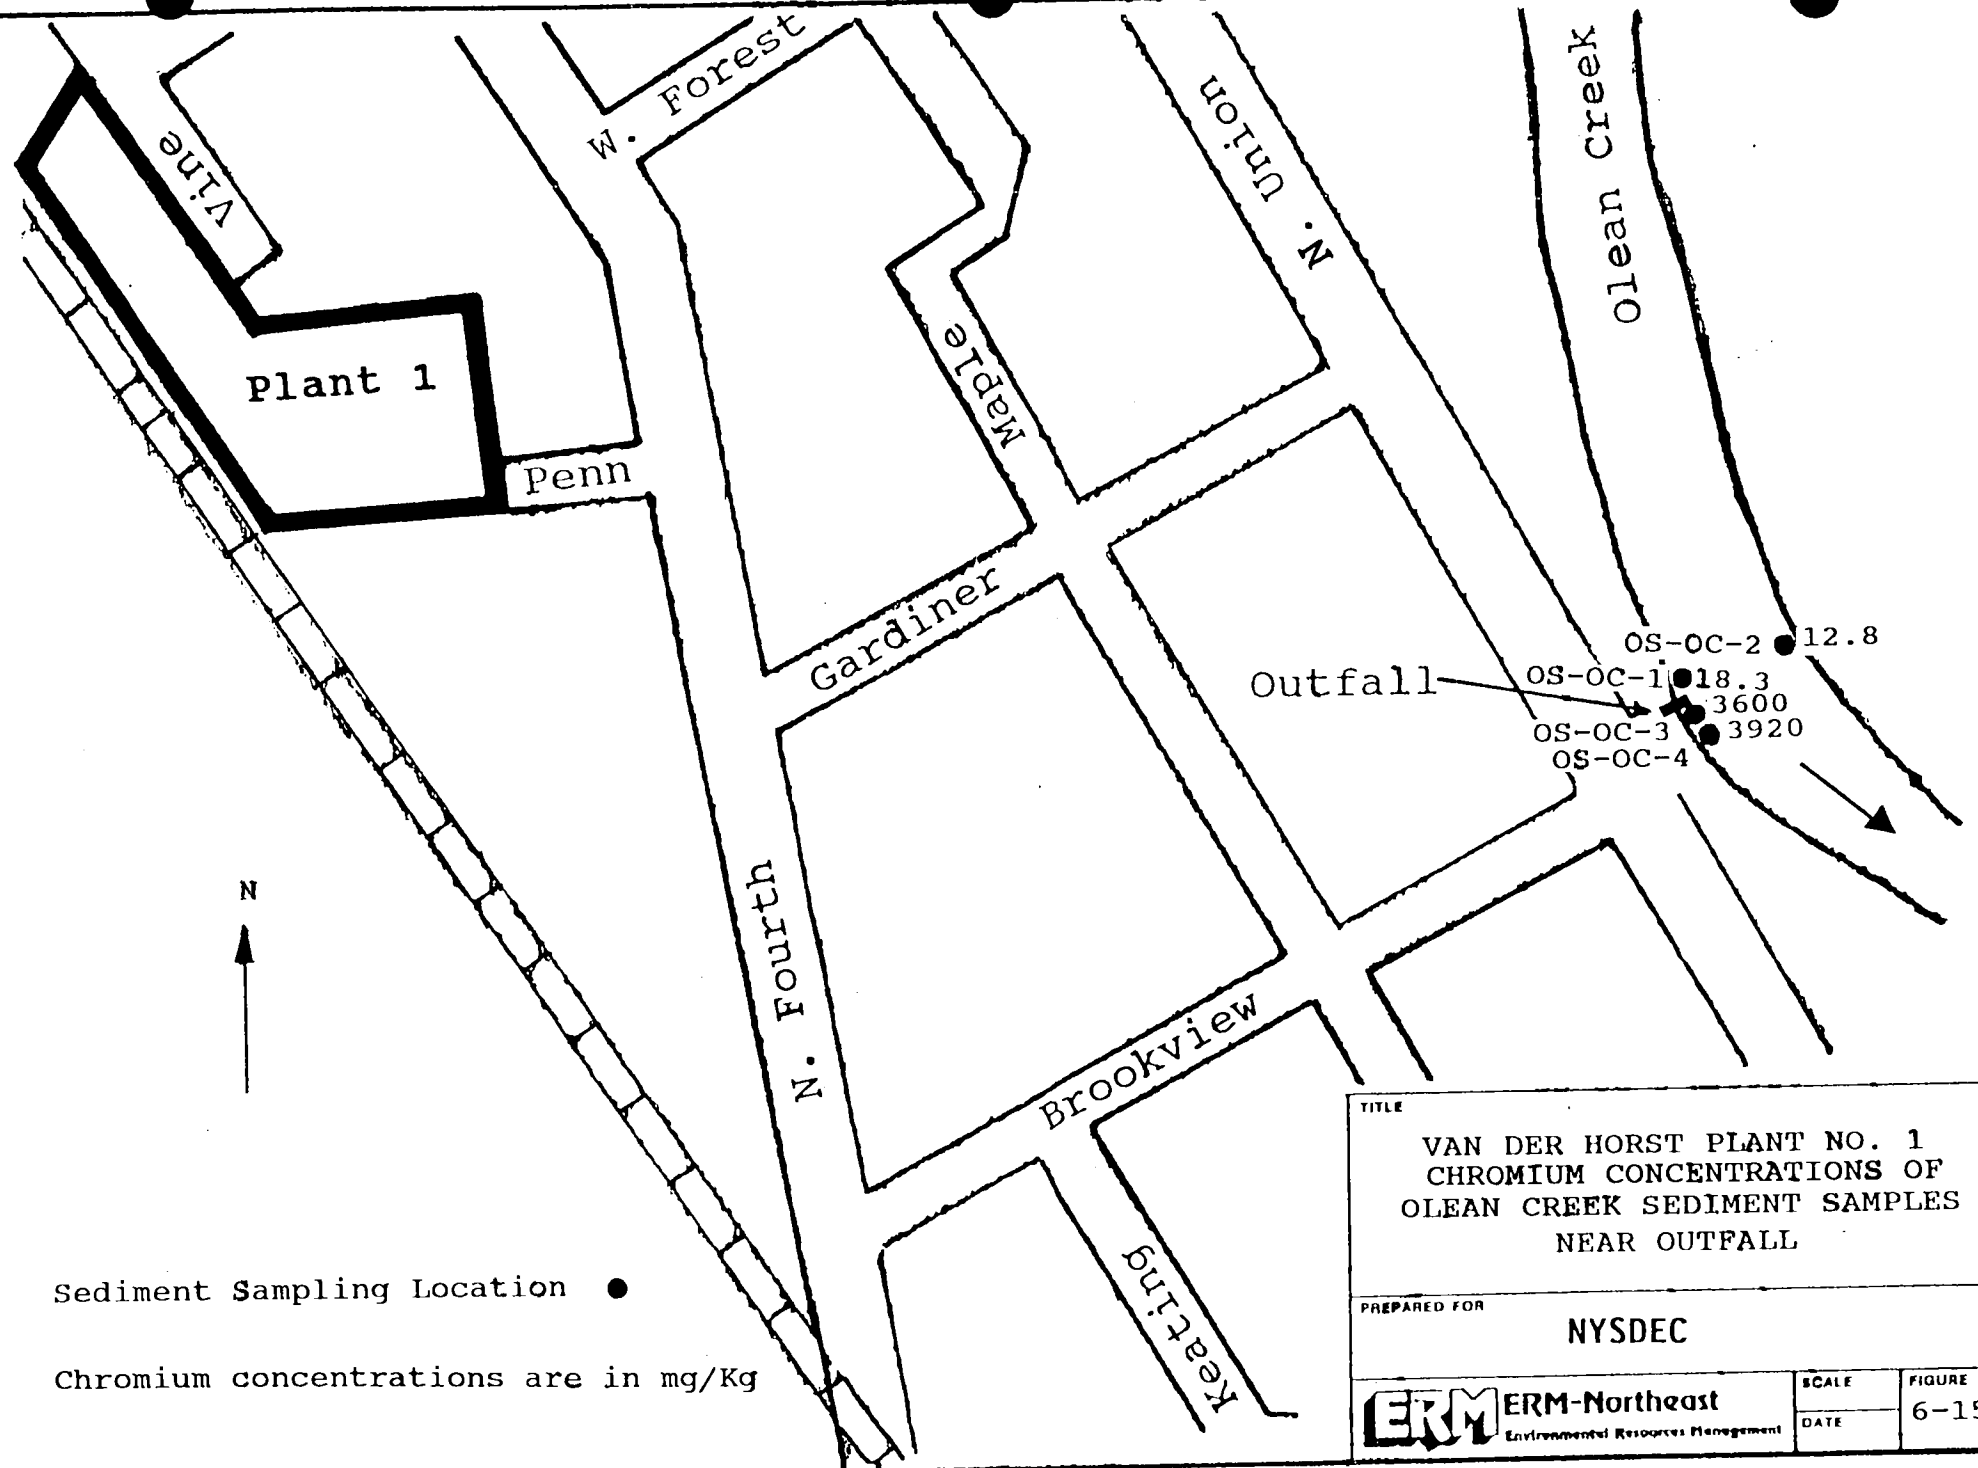 W. Forest
Vine
N. Union
Olean Creek
Plant 1
Maple
Penn
Gardiner
OS-OC-2
12.8
Outfall
OS-OC-1
18.3
3600
OS-OC-3
3920
OS-OC-4
N
N. Fourth
Brookview
Keating
Sediment Sampling Location
Chromium concentrations are in mg/Kg
TITLE
VAN DER HORST PLANT NO. 1
CHROMIUM CONCENTRATIONS OF
OLEAN CREEK SEDIMENT SAMPLES
NEAR OUTFALL
PREPARED FOR
NYSDEC
ERM
ERM-Northeast
Environmental Resources Management
SCALE
DATE
FIGURE
6-15